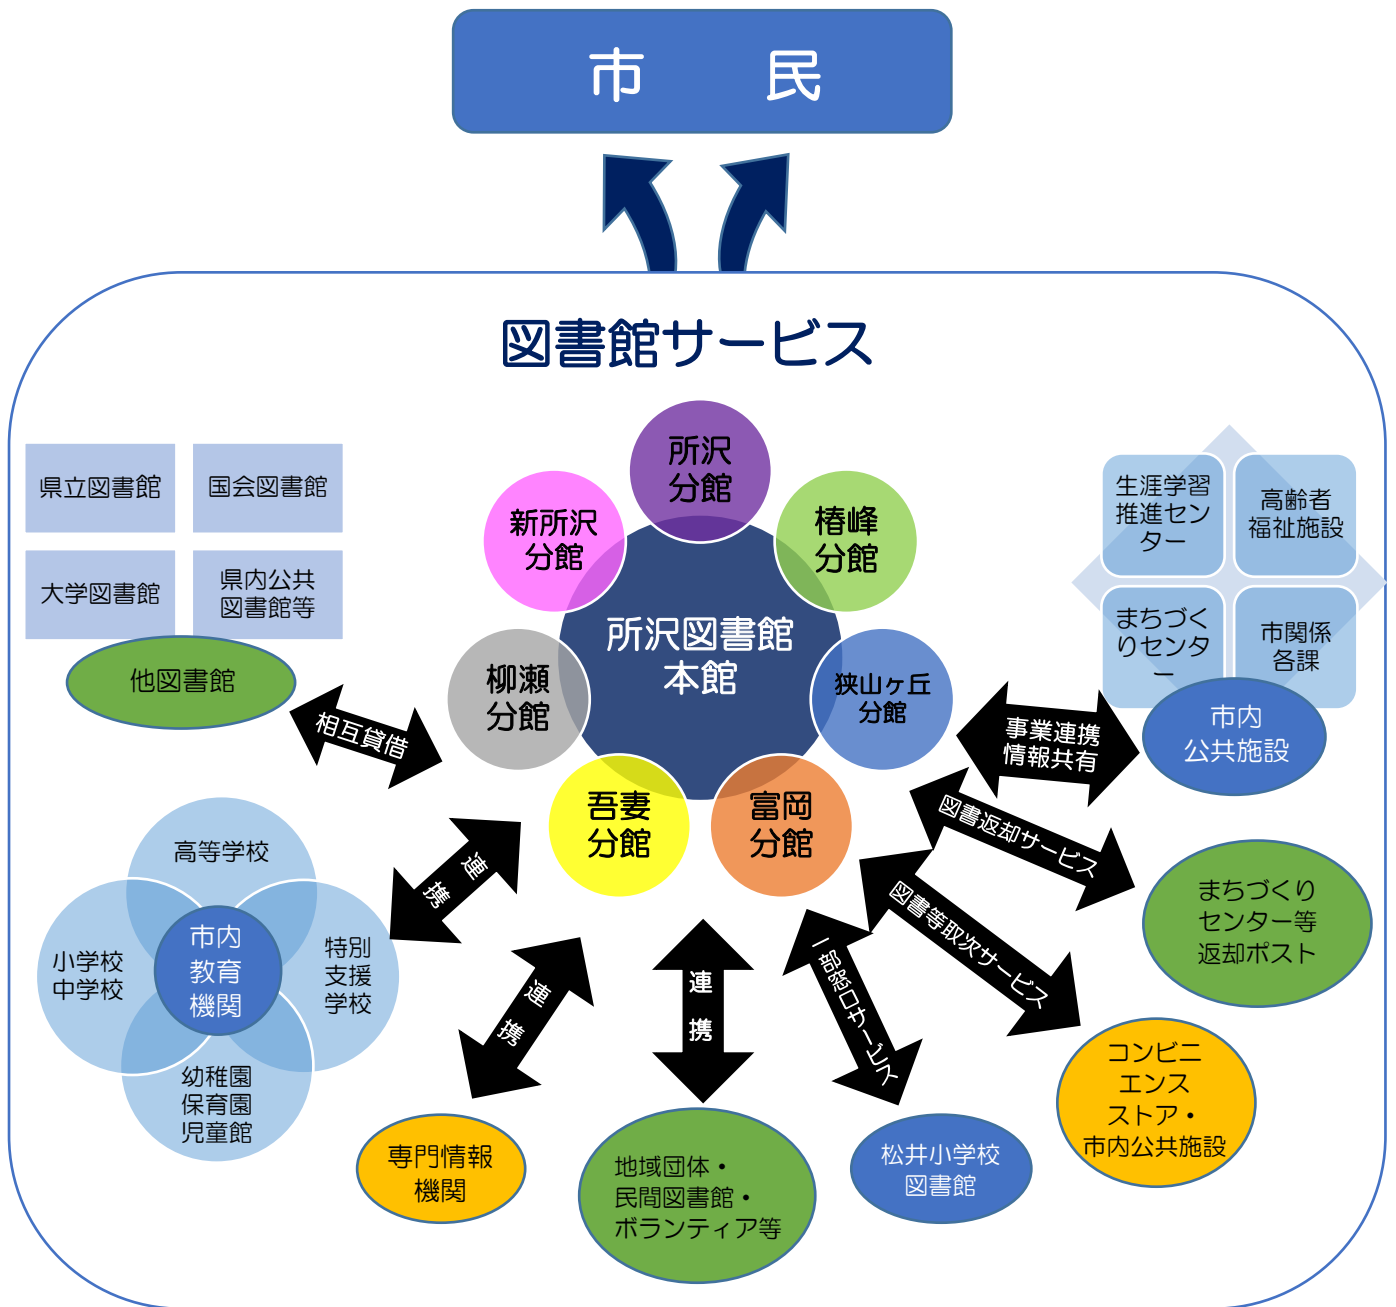 市　民
図書館サービス
県立図書館
国会図書館
大学図書館
県内公共
図書館等
他図書館
所沢
分館
新所沢
分館
椿峰
分館
所沢図書館
本館
柳瀬
分館
狭山ヶ丘
分館
吾妻
分館
富岡
分館
生涯学習
推進セン
ター
高齢者
福祉施設
まちづく
りセンタ
ー
市関係
各課
市内
公共施設
相互貸借
事業連携
情報共有
図書返却サービス
まちづくり
センター等
返却ポスト
図書等取次サービス
コンビニ
エンス
ストア・
市内公共施設
一部窓口サービス
松井小学校
図書館
連携
地域団体・
民間図書館・
ボランティア等
連携
専門情報
機関
連携
高等学校
小学校
中学校
市内
教育
機関
特別
支援
学校
幼稚園
保育園
児童館